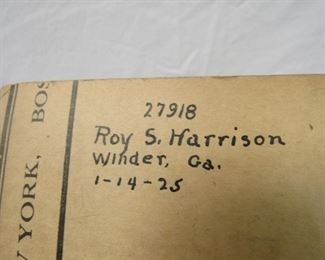 27918
Roy S. Harrison
Winder, Ga.
1-14-25
YORK, BOS